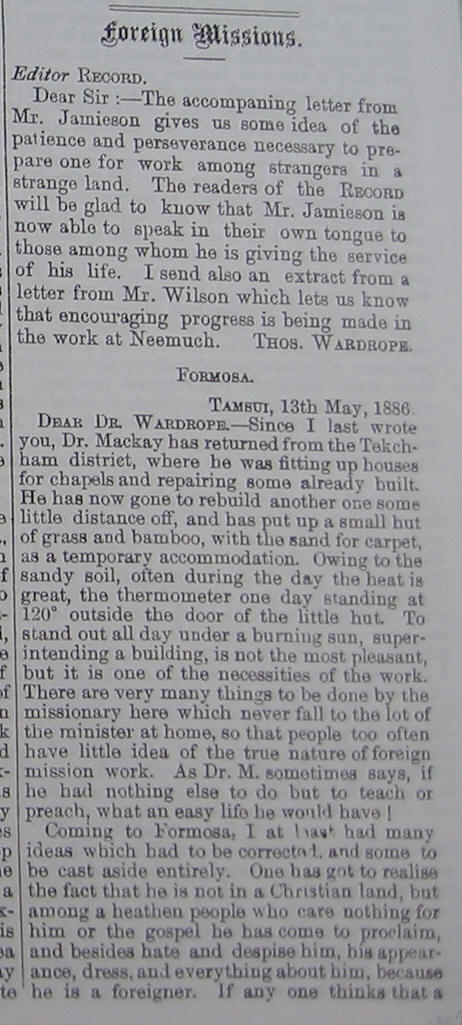 Foreign Missions.
Editor RECORD.
Dear Sir :—The accompaning letter from
Mr. Jamieson gives us some idea of the
patience and perseverance necessary to pre-
pare one for work among strangers in a
strange land. The readers of the RECORD
will be glad to know that Mr. Jamieson is
now able to speak in their own tongue to
those among whom he is giving the service
of his life. I send also an extract from a
letter from Mr. Wilson which lets us know
that encouraging progress is being made in
the work at Neemuch. THOS. WARDROPE.
FORMOSA.
TAMSUI, 13th May, 1886.
DEAR DR. WARDROPE.—Since I last wrote
you, Dr. Mackay has returned from the Tekch-
ham district, where he was fitting up houses
for chapels and repairing some already built.
He has now gone to rebuild another one some
little distance off, and has put up a small hut
of grass and bamboo, with the sand for carpet,
as a temporary accommodation. Owing to the
sandy soil, often during the day the heat is
great, the thermometer one day standing at
120° outside the door of the little hut. To
stand out all day under a burning sun, super-
intending a building, is not the most pleasant,
but it is one of the necessities of the work.
There are very many things to be done by the
missionary here which never fall to the lot of
the minister at home, so that people too often
have little idea of the true nature of foreign
mission work. As Dr. M. sometimes says, if
he had nothing else to do but to teach or
preach, what an easy life he would have !
Coming to Formosa, I at least had many
ideas which had to be corrected, and some to
be cast aside entirely. One has got to realise
the fact that he is not in a Christian land, but
among a heathen people who care nothing for
him or the gospel he has come to proclaim,
and besides hate and despise him, his appear-
ance, dress, and everything about him, because
he is a foreigner. If any one thinks that a